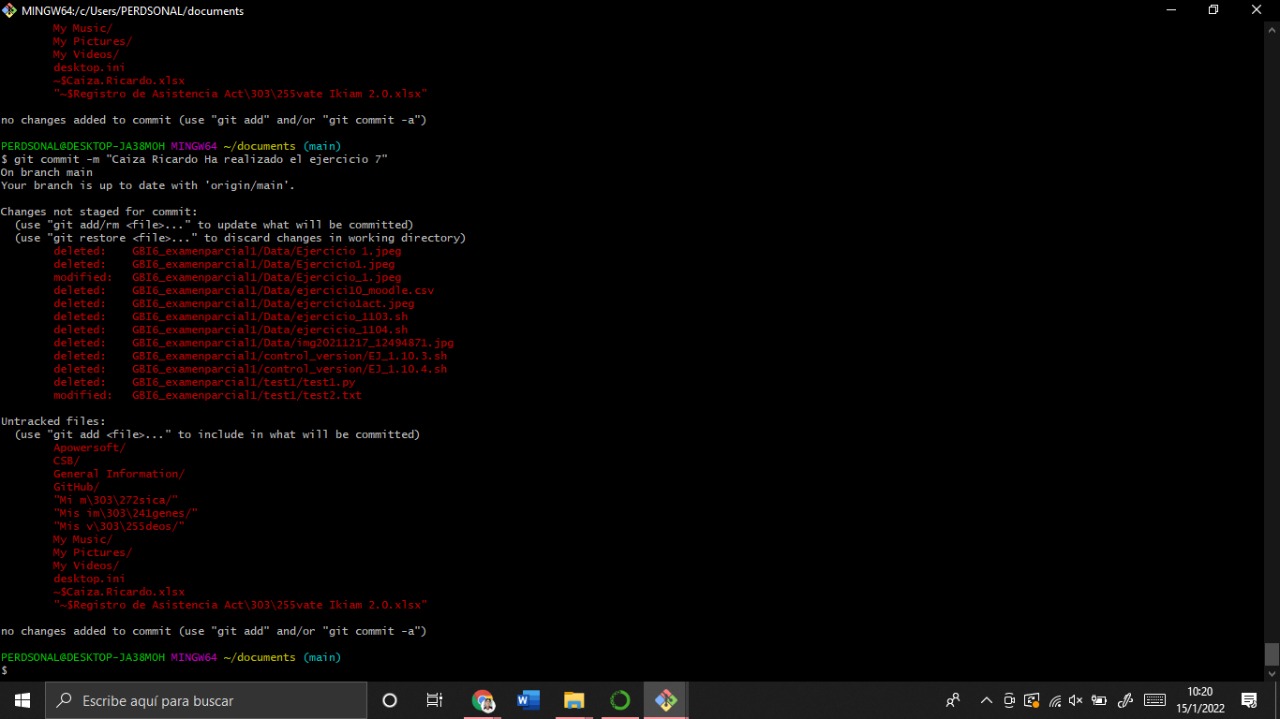 MINGW64:/c/Users/PERDSONAL/documents
My Music/
My Pictures/
My Videos/
desktop.ini
~$Caiza.Ricardo.xlsx
"~$Registro de Asistencia Act\303\255vate Ikiam 2.0.xlsx"
no changes added to commit (use "git add" and/or "git commit -a")
PERDSONAL@DESKTOP-JA38MOH MINGW64 ~/documents (main)
$ git commit -m "Caiza Ricardo Ha realizado el ejercicio 7"
On branch main
Your branch is up to date with 'origin/main'.
Changes not staged for commit:
(use "git add/rm <file>..." to update what will be committed)
(use "git restore <file>..." to discard changes in working directory)
deleted: GBI6_examenparcial1/Data/Ejercicio 1.jpeg
deleted: GBI6_examenparcial1/Data/Ejercicio1.jpeg
modified: GBI6_examenparcial1/Data/Ejercicio_1.jpeg
deleted: GBI6_examenparcial1/Data/ejercici10_moodle.csv
deleted: GBI6_examenparcial1/Data/ejercicio1act.jpeg
deleted: GBI6_examenparcial1/Data/ejercicio_1103.sh
deleted: GBI6_examenparcial1/Data/ejercicio_1104.sh
deleted: GBI6_examenparcial1/Data/img20211217_12494871.jpg
deleted: GBI6_examenparcial1/control_version/EJ_1.10.3.sh
deleted: GBI6_examenparcial1/control_version/EJ_1.10.4.sh
deleted: GBI6_examenparcial1/test1/test1.py
modified: GBI6_examenparcial1/test1/test2.txt
Untracked files:
(use "git add <file>..." to include in what will be committed)
Apowersoft/
CSB/
General Information/
GitHub/
"Mi m\303\272sica/"
"Mis im\303\241genes/"
"Mis v\303\255deos/"
My Music/
My Pictures/
My Videos/
desktop.ini
~$Caiza.Ricardo.xlsx
"~$Registro de Asistencia Act\303\255vate Ikiam 2.0.xlsx"
no changes added to commit (use "git add" and/or "git commit -a")
PERDSONAL@DESKTOP-JA38MOH MINGW64 ~/documents (main)
$
Escribe aquí para buscar
10:20
15/1/2022